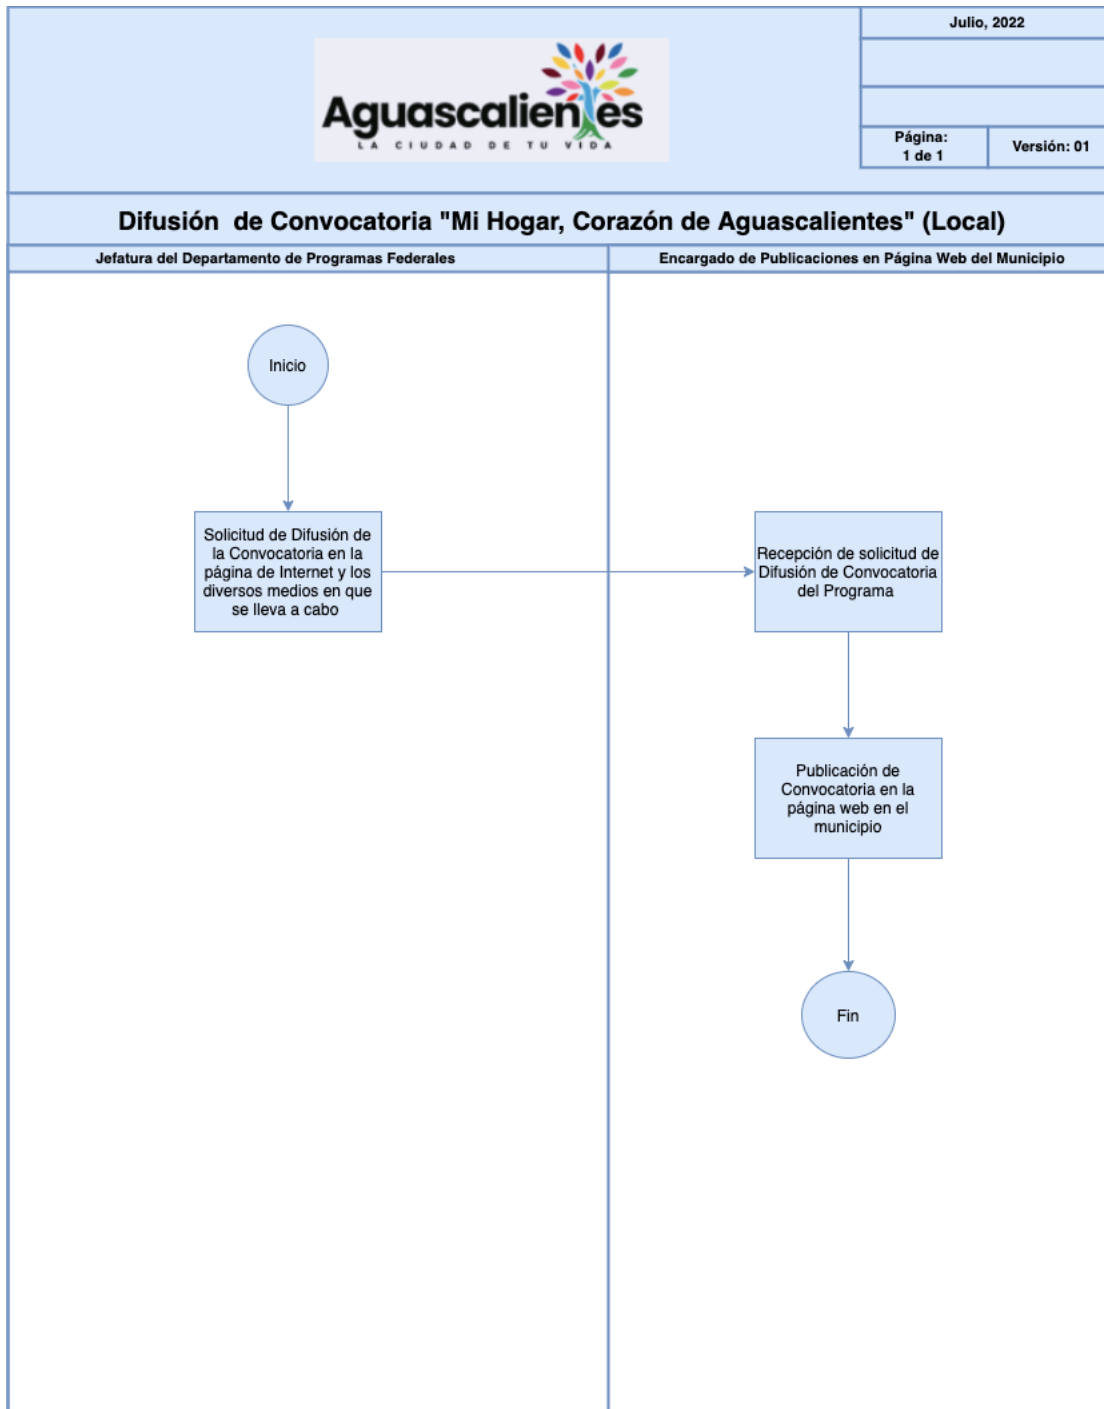 Julio, 2022
Aguascalientes
LA CIUDAD DE TU VIDA
Página:
1 de 1
Versión: 01
Difusión de Convocatoria "Mi Hogar, Corazón de Aguascalientes" (Local)
Jefatura del Departamento de Programas Federales
Encargado de Publicaciones en Página Web del Municipio
Inicio
Solicitud de Difusión de
la Convocatoria en la
página de Internet y los
diversos medios en que
se lleva a cabo
Recepción de solicitud de
Difusión de Convocatoria
del Programa
Publicación de
Convocatoria en la
página web en el
municipio
Fin